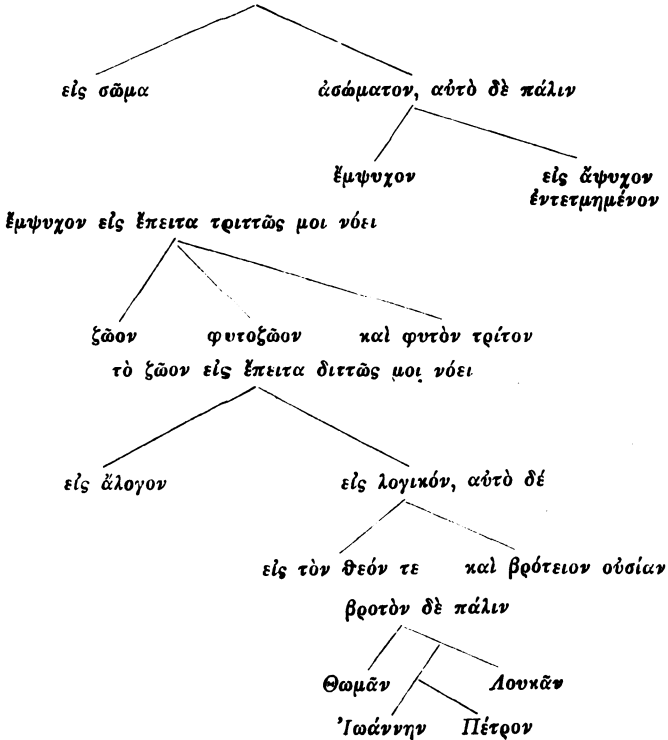 εἰς σῶμα ἀσώματον, αὐτὸ δὲ πάλιν
ἔμψυχον εἰς ἄψυχον
ἐντετμημένον
ἔμψυχον εἰς ἔπειτα τριττῶς μοι νόει
ζῶον φυτοζῶον καὶ φυτὸν τρίτον
τὸ ζῶον εἰς ἔπειτα διττῶς μοι νόει
εἰς ἄλογον εἰς λογικόν, αὐτὸ δέ
εἰς τὸν θεόν τε καὶ βρότειον οὐσίαν
βροτὸν δὲ πάλιν
Θωμᾶν Λουκᾶν
Ἰωάννην Πέτρον